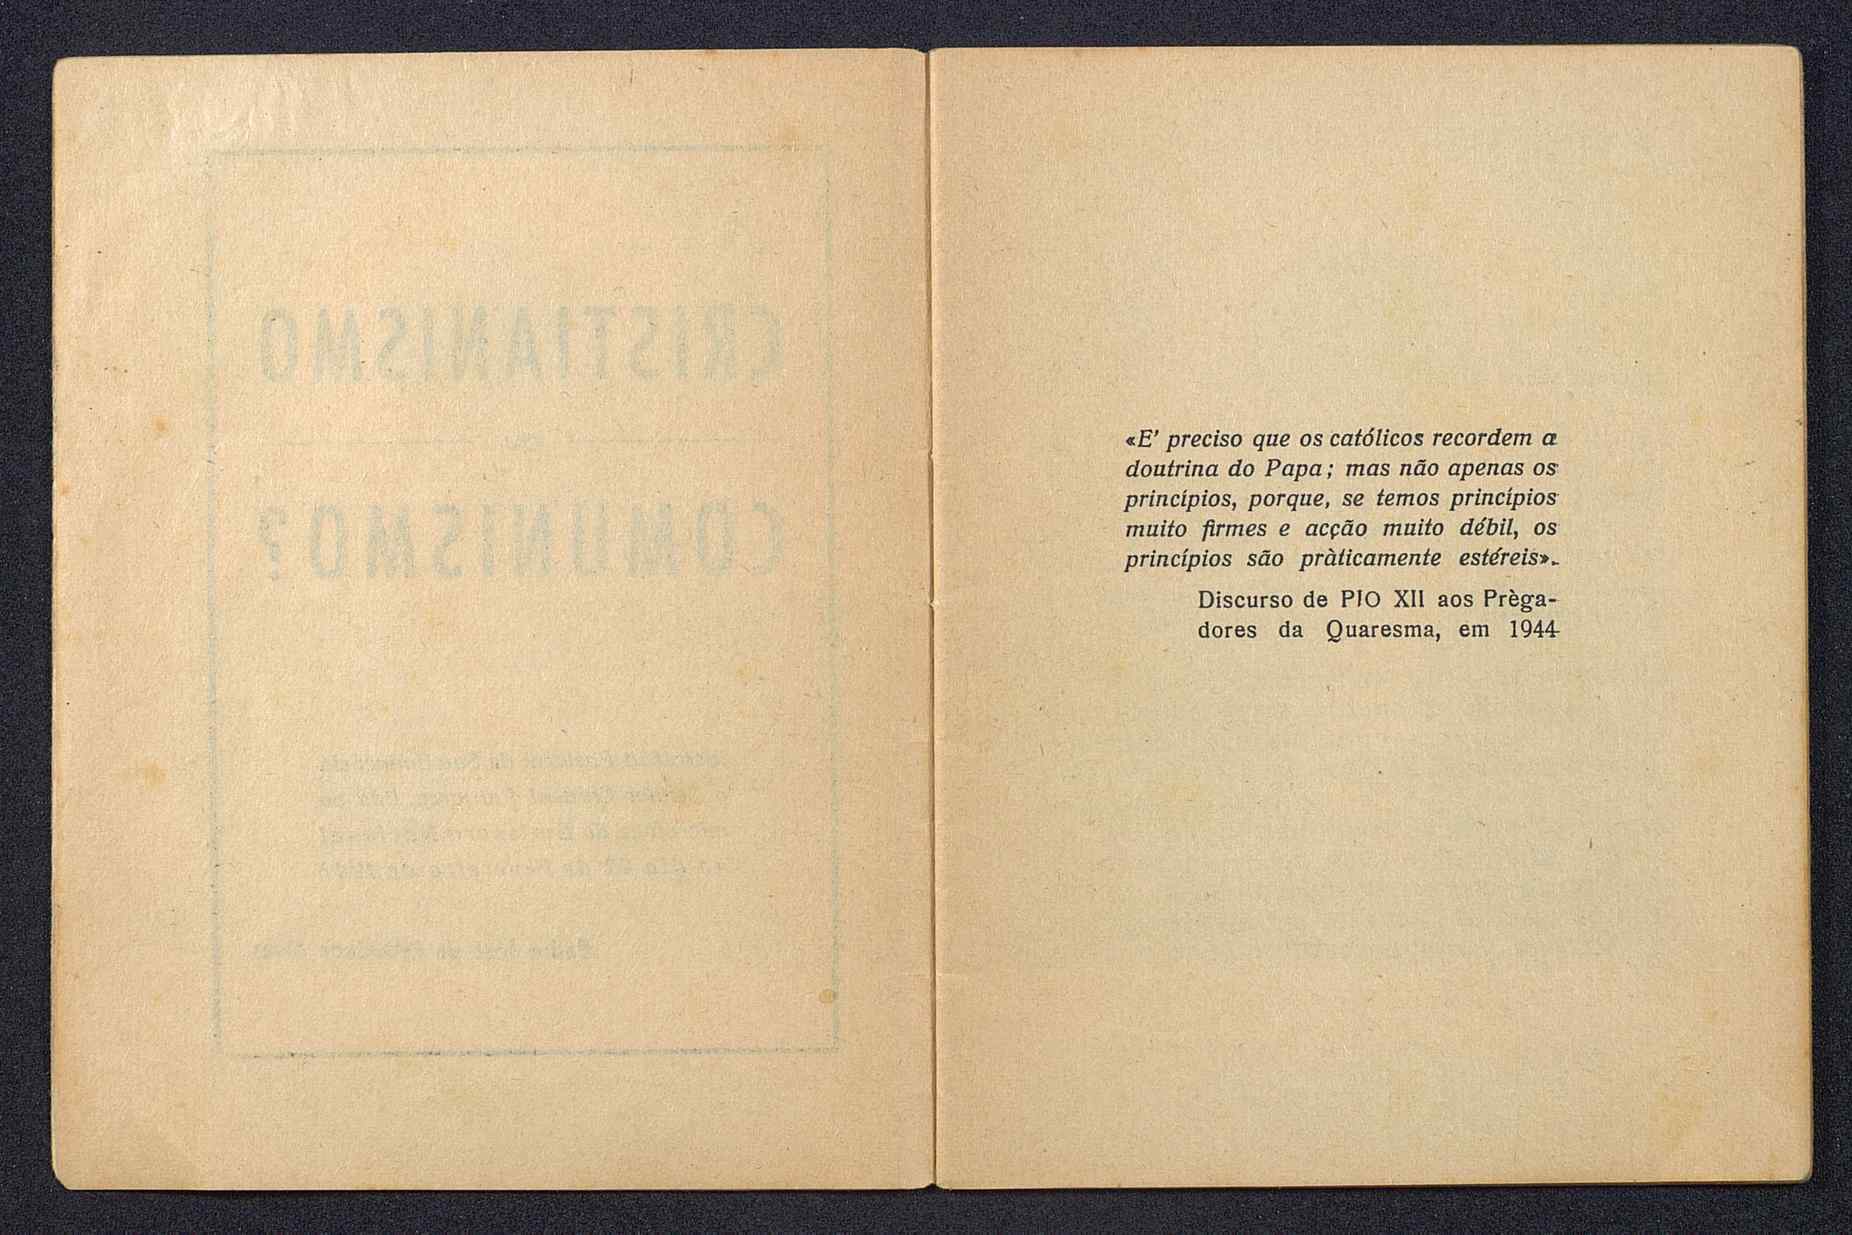 CRISTIANISMO
COMUNISMO?
«E' preciso que os católicos recordem a
doutrina do Papa; mas não apenas os
princípios, porque, se temos princípios
muito firmes e acção muito débil, os
princípios são pràticamente estéreis».
Discurso de PIO XII aos Prèga-
dores da Quaresma, em 1944